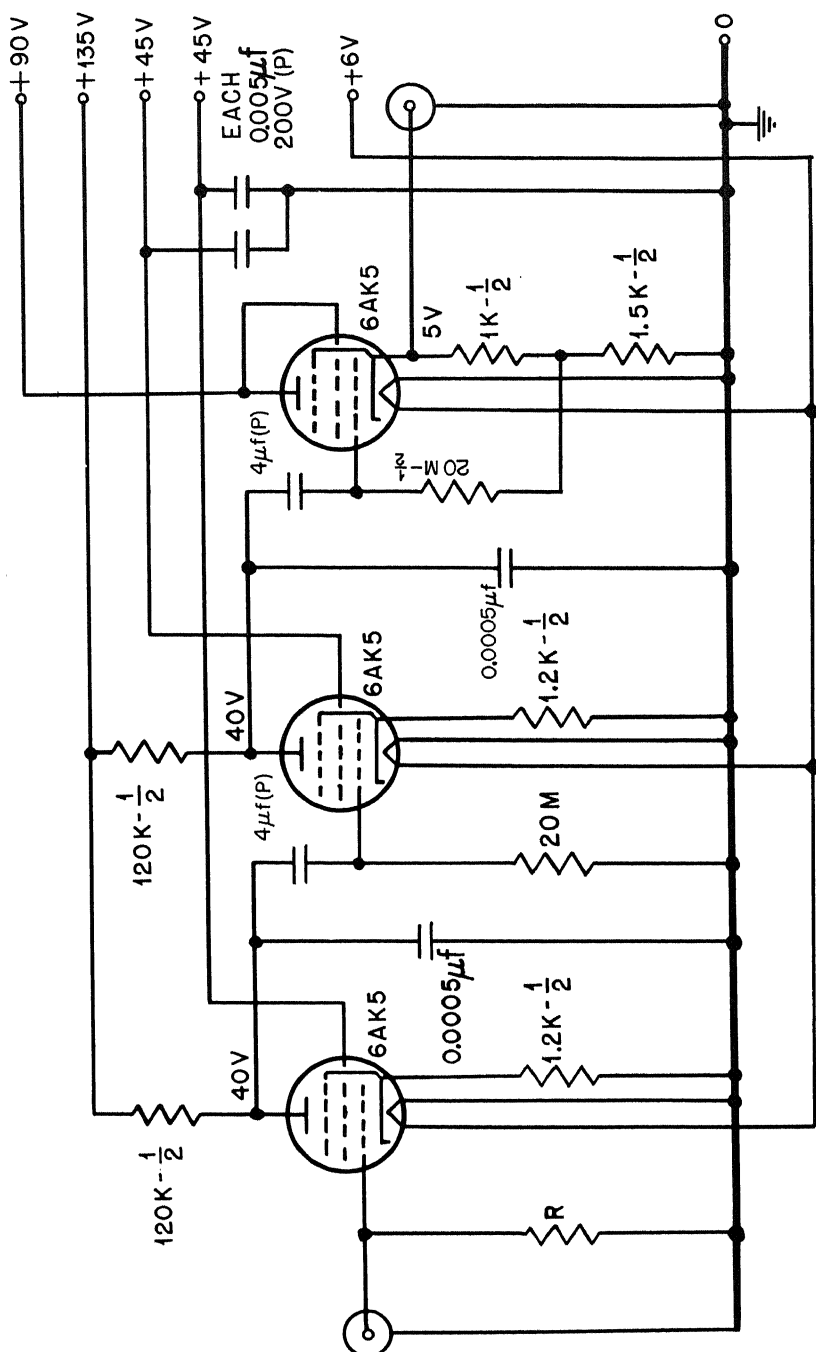 +90V
+135V
+45V
+45V
EACH
0.005μf
200V (P)
+6V
0
6AK5
5V
1K-1/2
1.5K-1/2
4μf(P)
20M-1/2
0.0005μf
6AK5
1.2K-1/2
40V
120K-1/2
4μf(P)
20M
0.0005μf
6AK5
1.2K-1/2
40V
120K-1/2
R